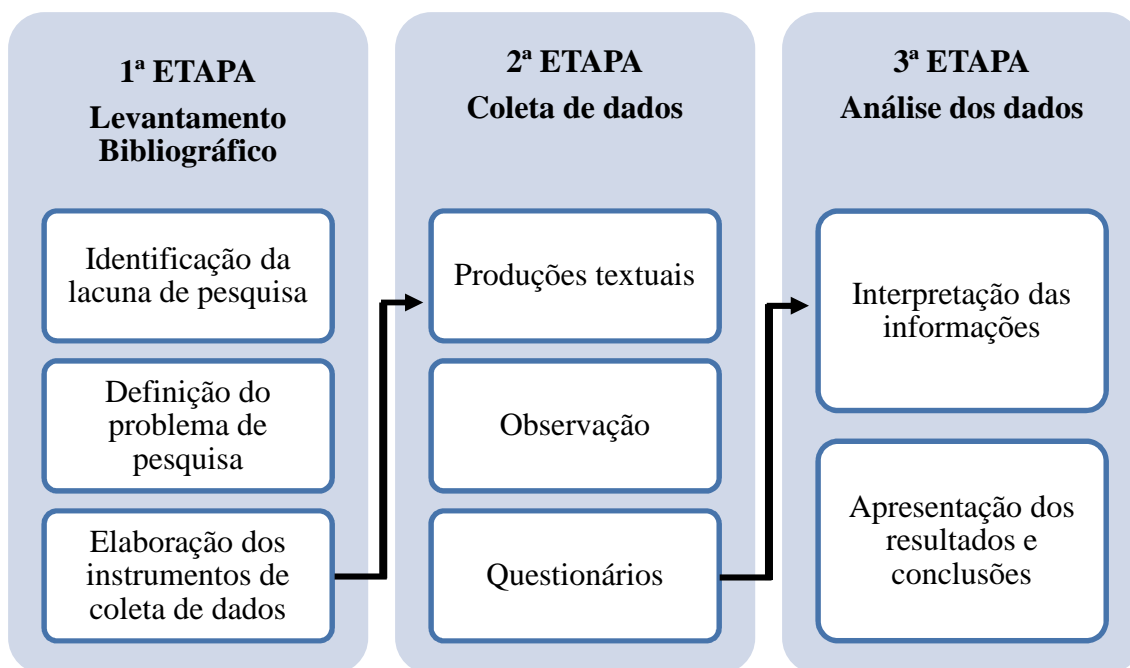 1ª ETAPA
Levantamento
Bibliográfico
Identificação da
lacuna de pesquisa
Definição do
problema de
pesquisa
Elaboração dos
instrumentos de
coleta de dados
2ª ETAPA
Coleta de dados
Produções textuais
Observação
Questionários
3ª ETAPA
Análise dos dados
Interpretação das
informações
Apresentação dos
resultados e
conclusões